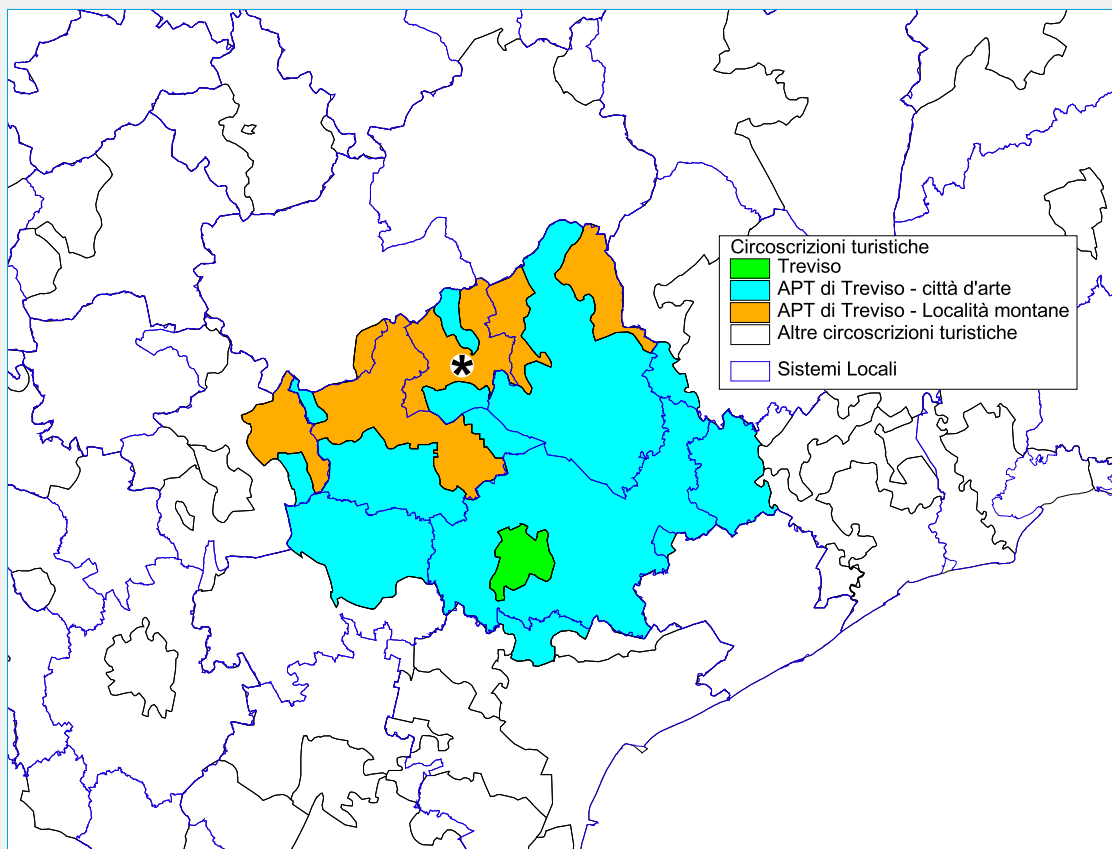 Circoscrizioni turistiche
Treviso
APT di Treviso - città d'arte
APT di Treviso - Località montane
Altre circoscrizioni turistiche
Sistemi Locali
*